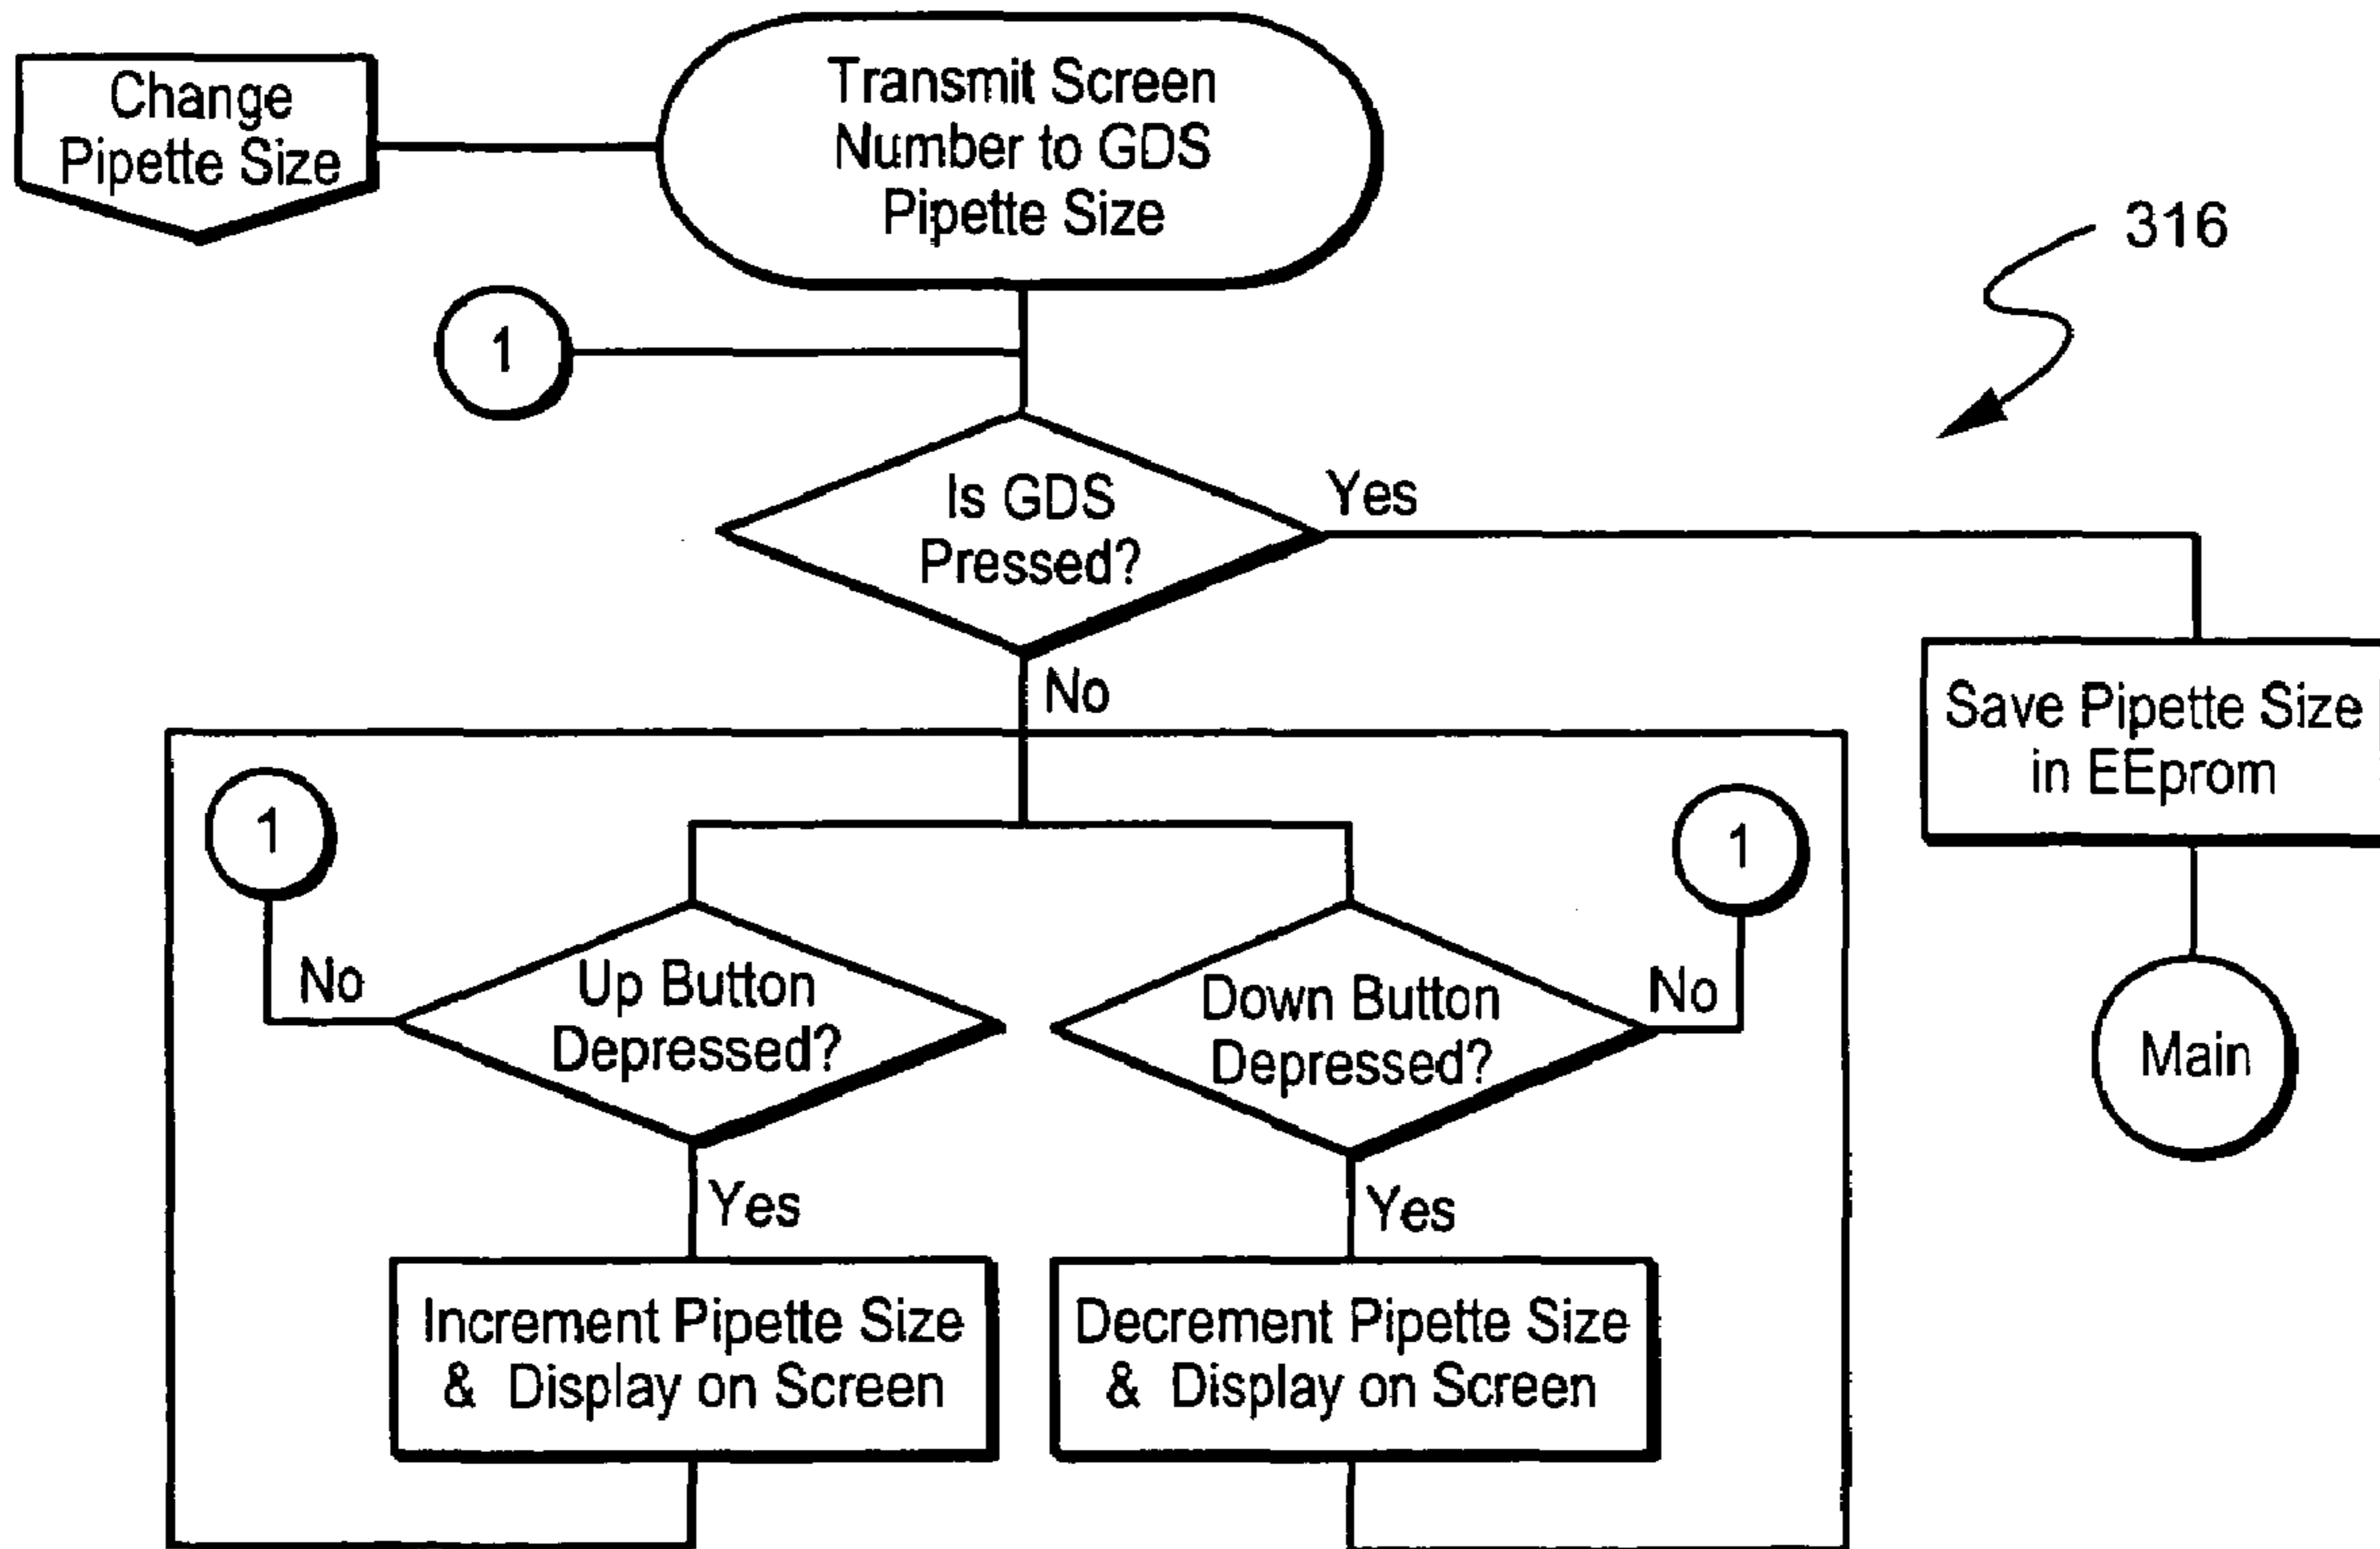 Change
Pipette Size
Transmit Screen
Number to GDS
Pipette Size
316
1
Is GDS
Pressed?
Yes
No
Save Pipette Size
in EEprom
1
1
No
Up Button
Depressed?
Down Button
Depressed?
No
Main
Yes
Yes
Increment Pipette Size
& Display on Screen
Decrement Pipette Size
& Display on Screen